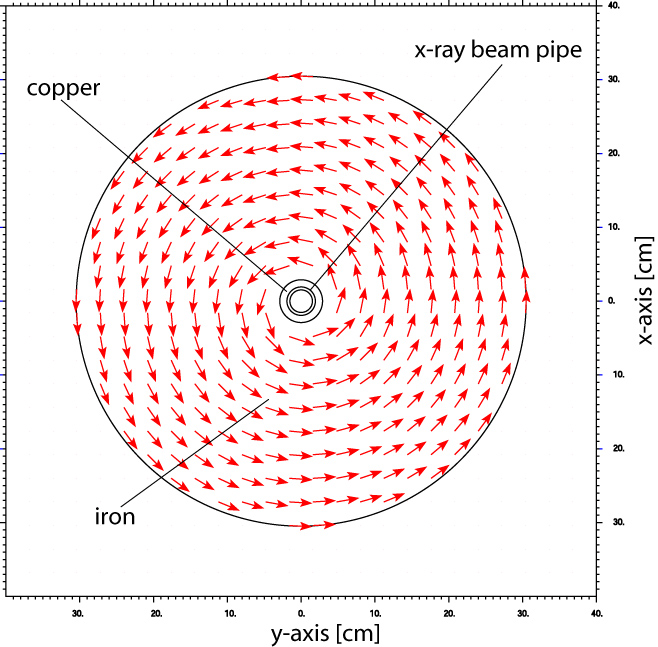 40.
x-ray beam pipe
30.
copper
20.
10.
0.
x-axis [cm]
10.
20.
iron
30.
30. 20. 10. 0. 10. 20. 30. 40.
y-axis [cm]